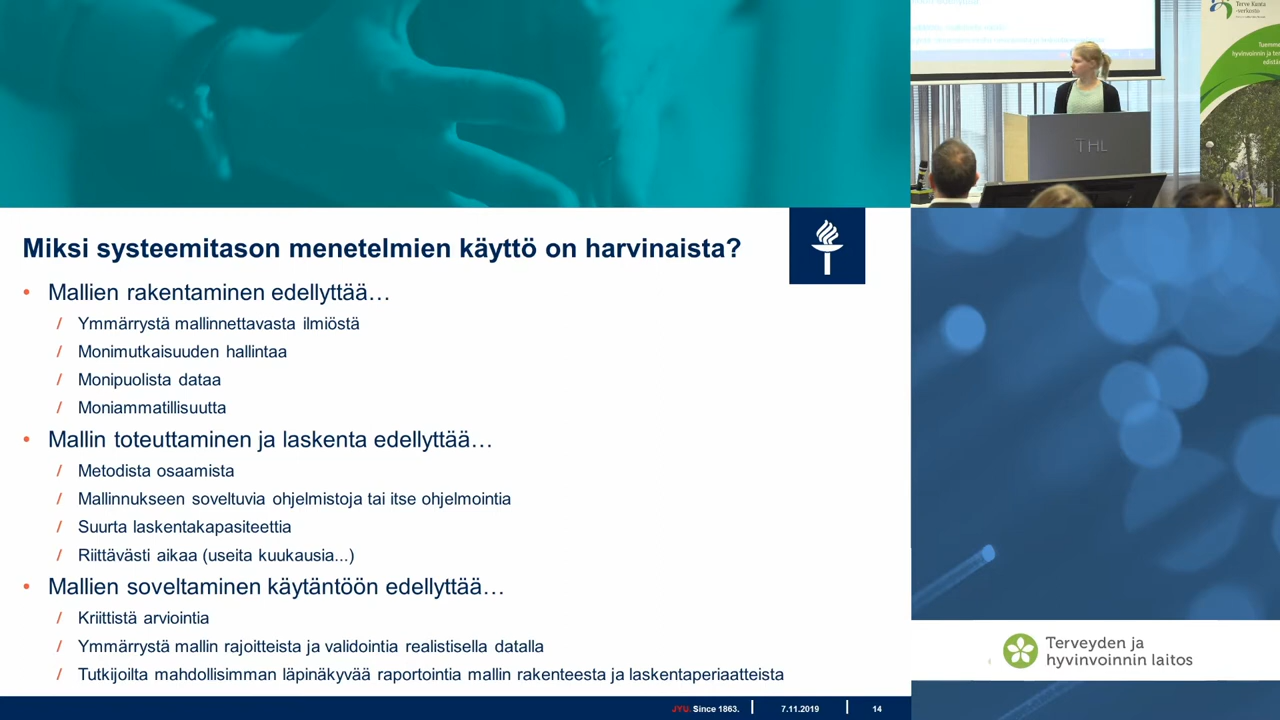 Miksi systeemitason menetelmien käyttö on harvinaista?
• Mallien rakentaminen edellyttää…
/ Ymmärrystä mallinnettavasta ilmiöstä
/ Monimutkaisuuden hallintaa
/ Monipuolista dataa
/ Moniammatillisuutta
• Mallin toteuttaminen ja laskenta edellyttää…
/ Metodista osaamista
/ Mallinnukseen soveltuvia ohjelmistoja tai itse ohjelmointia
/ Suurta laskentakapasiteettia
/ Riittävästi aikaa (useita kuukausia...)
• Mallien soveltaminen käytäntöön edellyttää…
/ Kriittistä arviointia
/ Ymmärrystä mallin rajoitteista ja validointia realistisella datalla
/ Tutkijoilta mahdollisimman läpinäkyvää raportointia mallin rakenteesta ja laskentaperiaatteista
JYU. Since 1863.
7.11.2019
14
Terve Kunta
-verkosto
THL
Terveyden ja
hyvinvoinnin laitos